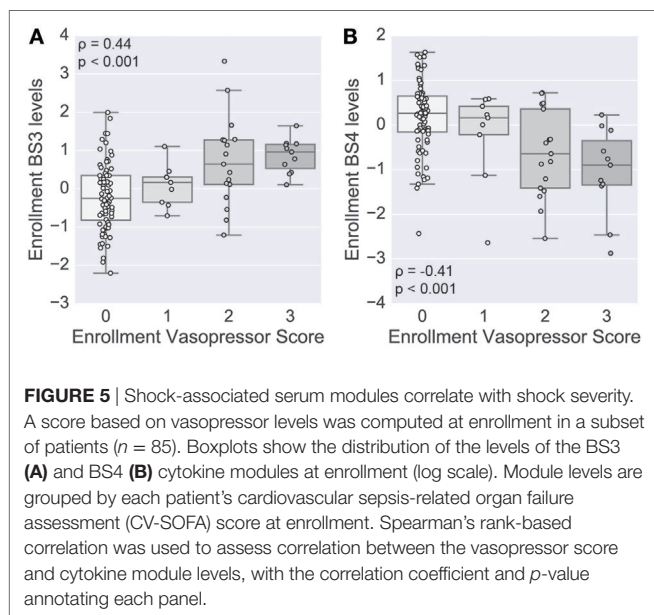 A
ρ = 0.44
p < 0.001
4
3
2
1
0
−1
−2
−3
Enrollment BS3 levels
0 1 2 3
Enrollment Vasopressor Score
B
2
1
0
−1
−2
−3
−4
Enrollment BS4 levels
ρ = -0.41
p < 0.001
0 1 2 3
Enrollment Vasopressor Score
FIGURE 5 | Shock-associated serum modules correlate with shock severity.
A score based on vasopressor levels was computed at enrollment in a subset
of patients (n = 85). Boxplots show the distribution of the levels of the BS3
(A) and BS4 (B) cytokine modules at enrollment (log scale). Module levels are
grouped by each patient's cardiovascular sepsis-related organ failure
assessment (CV-SOFA) score at enrollment. Spearman's rank-based
correlation was used to assess correlation between the vasopressor score
and cytokine module levels, with the correlation coefficient and p-value
annotating each panel.